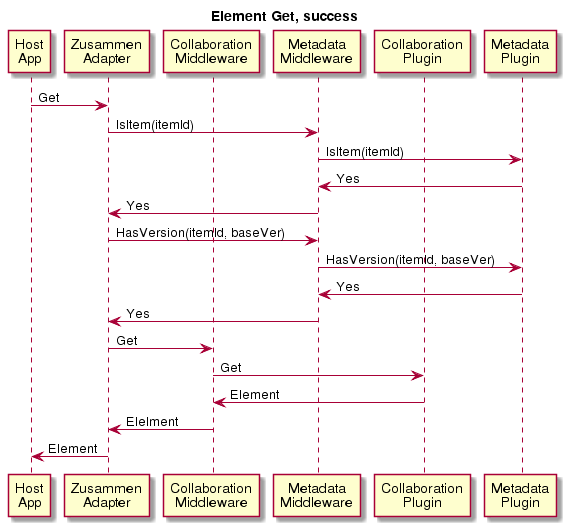 Element Get, success
Host
App
Zusammen
Adapter
Collaboration
Middleware
Metadata
Middleware
Collaboration
Plugin
Metadata
Plugin
Get
IsItem(itemId)
IsItem(itemId)
Yes
Yes
HasVersion(itemId, baseVer)
HasVersion(itemId, baseVer)
Yes
Yes
Get
Get
Element
Elelment
Element
Host
App
Zusammen
Adapter
Collaboration
Middleware
Metadata
Middleware
Collaboration
Plugin
Metadata
Plugin